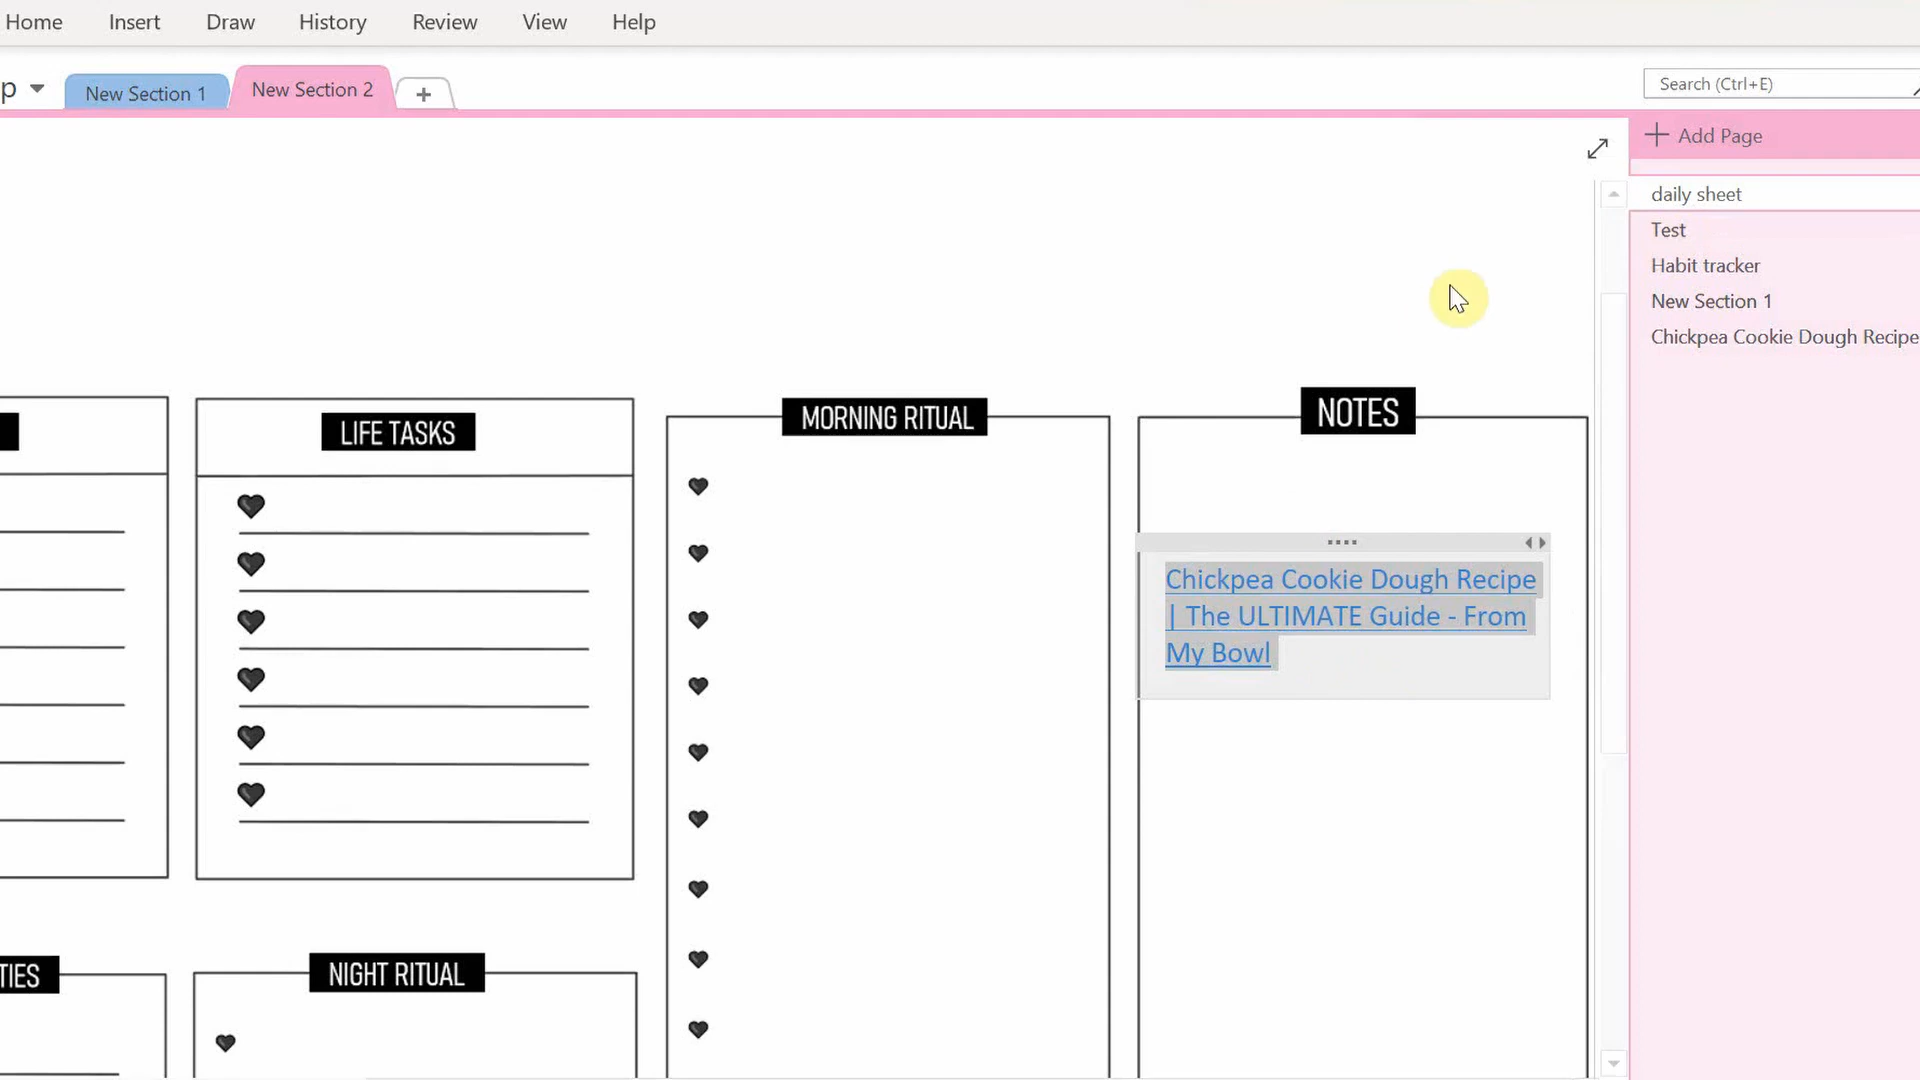 Home Insert Draw History Review View Help
p New Section 1 New Section 2 +
Search (Ctrl+E)
Add Page
daily sheet
Test
Habit tracker
New Section 1
Chickpea Cookie Dough Recipe
LIFE TASKS
MORNING RITUAL
NOTES
Chickpea Cookie Dough Recipe
| The ULTIMATE Guide - From
My Bowl
TIES
NIGHT RITUAL